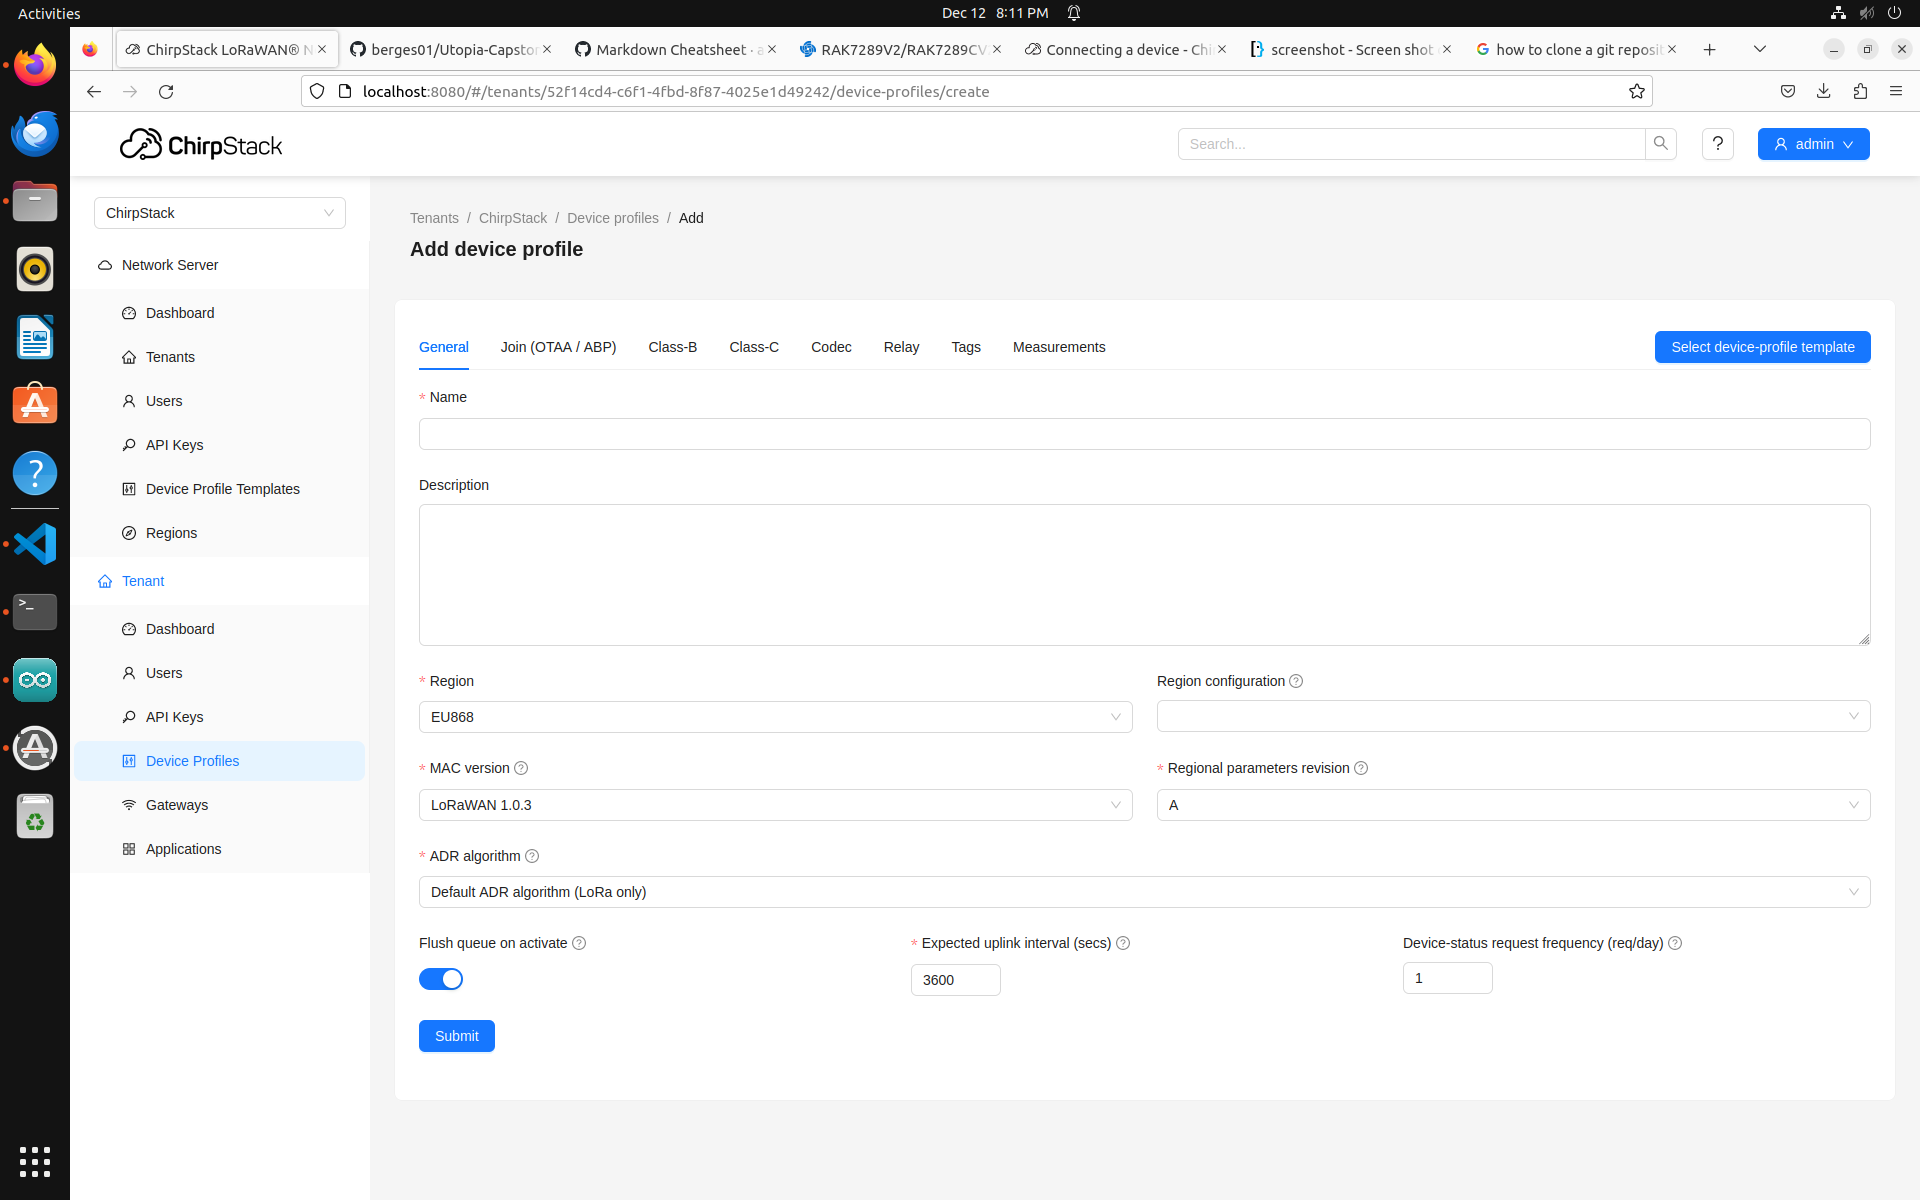 Activities
Dec 12 8:11 PM
ChirpStack LoRaWAN® N
berges01/Utopia-Capstor
Markdown Cheatsheet · a
RAK7289V2/RAK7289CV
Connecting a device - Chi
screenshot - Screen shot
how to clone a git reposit
localhost:8080/#/tenants/52f14cd4-c6f1-4fbd-8f87-4025e1d49242/device-profiles/create
ChirpStack
Search...
?
admin
ChirpStack
Network Server
Dashboard
Tenants
Users
API Keys
Device Profile Templates
Regions
Tenant
Dashboard
Users
API Keys
Device Profiles
Gateways
Applications
Tenants / ChirpStack / Device profiles / Add
Add device profile
General Join (OTAA / ABP) Class-B Class-C Codec Relay Tags Measurements
Select device-profile template
* Name
Description
* Region
EU868
Region configuration
* MAC version
LoRaWAN 1.0.3
* Regional parameters revision
A
* ADR algorithm
Default ADR algorithm (LoRa only)
Flush queue on activate
* Expected uplink interval (secs)
3600
Device-status request frequency (req/day)
1
Submit